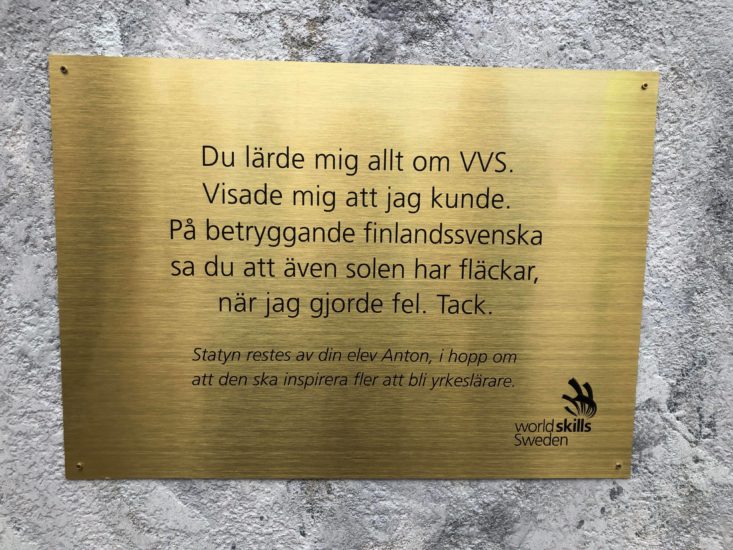 Du lärde mig allt om VVS.
Visade mig att jag kunde.
På betryggande finlandssvenska
sa du att även solen har fläckar,
när jag gjorde fel. Tack.
Statyn restes av din elev Anton, i hopp om
att den ska inspirera fler att bli yrkeslärare.
worldskills
Sweden